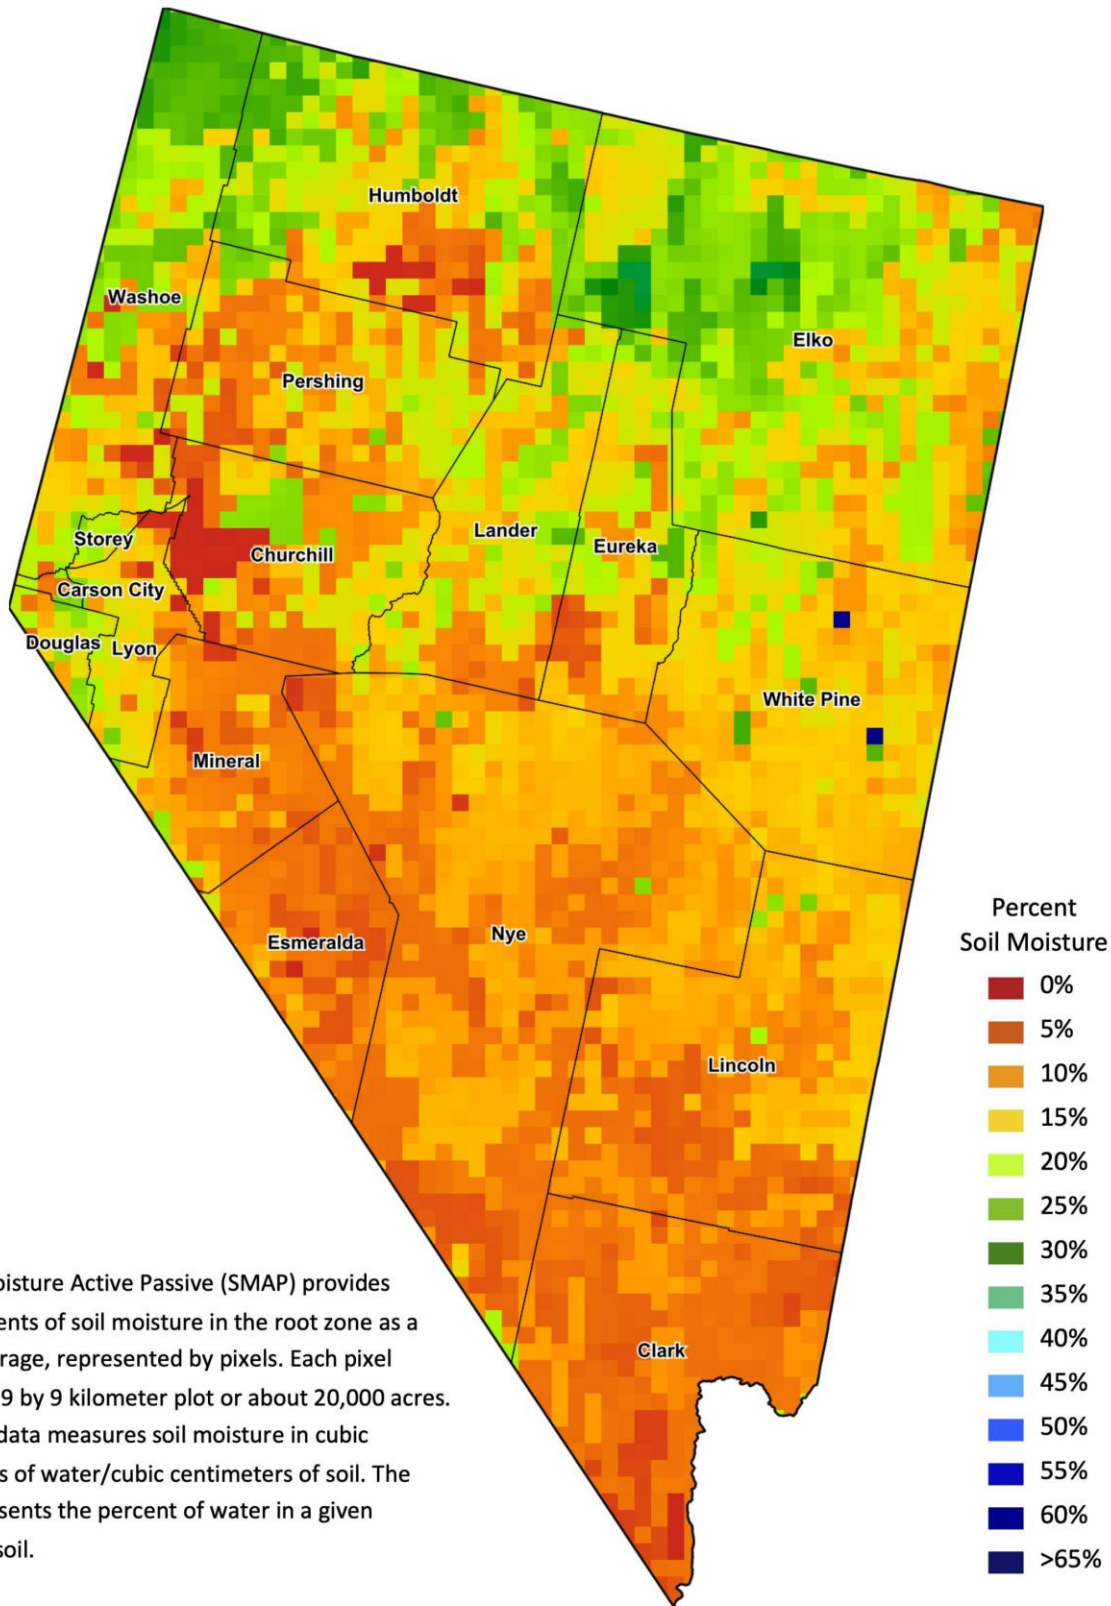 Humboldt
Washoe
Elko
Pershing
Storey
Lander
Eureka
Churchill
Carson City
Douglas
Lyon
White Pine
Mineral
Nye
Esmeralda
Lincoln
Clark
Percent
Soil Moisture
0%
5%
10%
15%
20%
25%
30%
35%
40%
45%
50%
55%
60%
>65%
oisture Active Passive (SMAP) provides
ents of soil moisture in the root zone as a
rage, represented by pixels. Each pixel
9 by 9 kilometer plot or about 20,000 acres.
data measures soil moisture in cubic
s of water/cubic centimeters of soil. The
sents the percent of water in a given
soil.